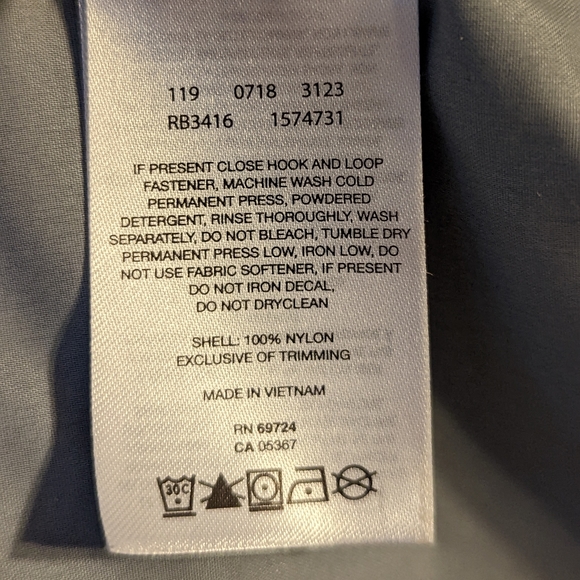 119 0718 3123
RB3416 1574731
IF PRESENT CLOSE HOOK AND LOOP
FASTENER, MACHINE WASH COLD
PERMANENT PRESS, POWDERED
DETERGENT, RINSE THOROUGHLY, WASH
SEPARATELY, DO NOT BLEACH, TUMBLE DRY
PERMANENT PRESS LOW, IRON LOW, DO
NOT USE FABRIC SOFTENER, IF PRESENT
DO NOT IRON DECAL,
DO NOT DRYCLEAN
SHELL: 100% NYLON
EXCLUSIVE OF TRIMMING
MADE IN VIETNAM
RN 69724
CA 05367
30C